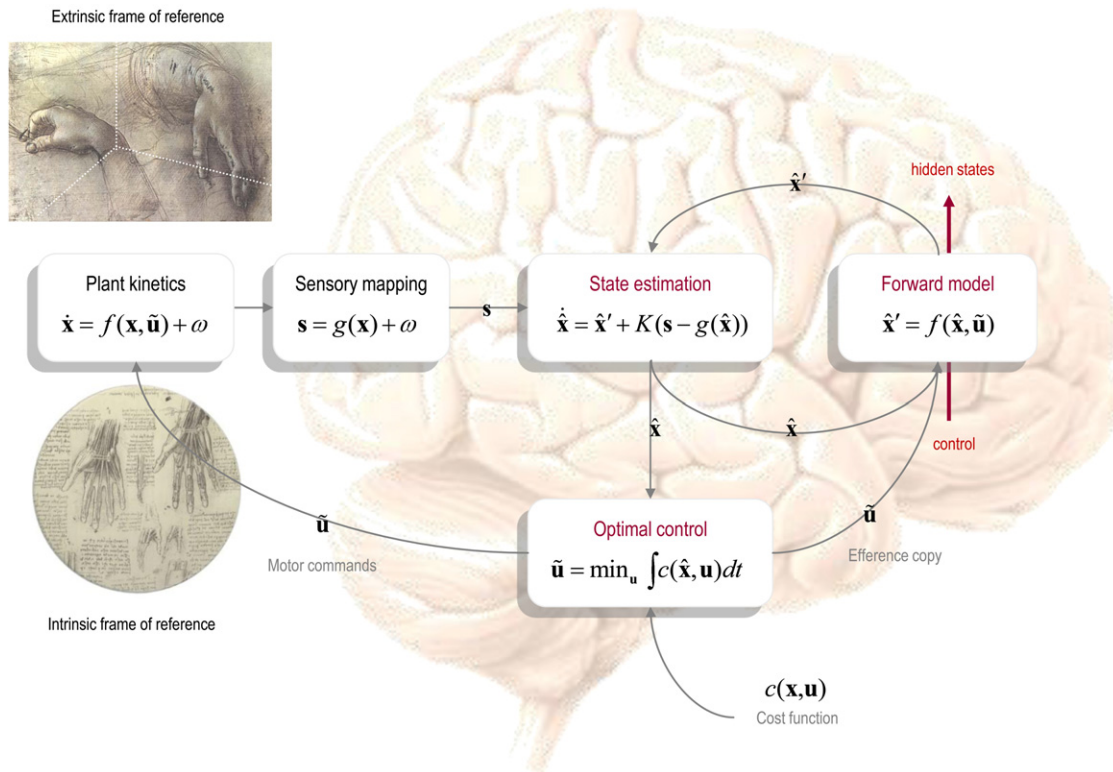 Extrinsic frame of reference
hidden states
x̂′
Plant kinetics
ẋ = f(x, ũ) + ω
Sensory mapping
s = g(x) + ω
s
State estimation
x̂̇ = x̂′ + K(s − g(x̂))
Forward model
x̂′ = f(x̂, ũ)
x̂
x̂
control
ũ
Motor commands
Optimal control
ũ = min_u ∫c(x̂, u)dt
ũ
Efference copy
Intrinsic frame of reference
c(x,u)
Cost function